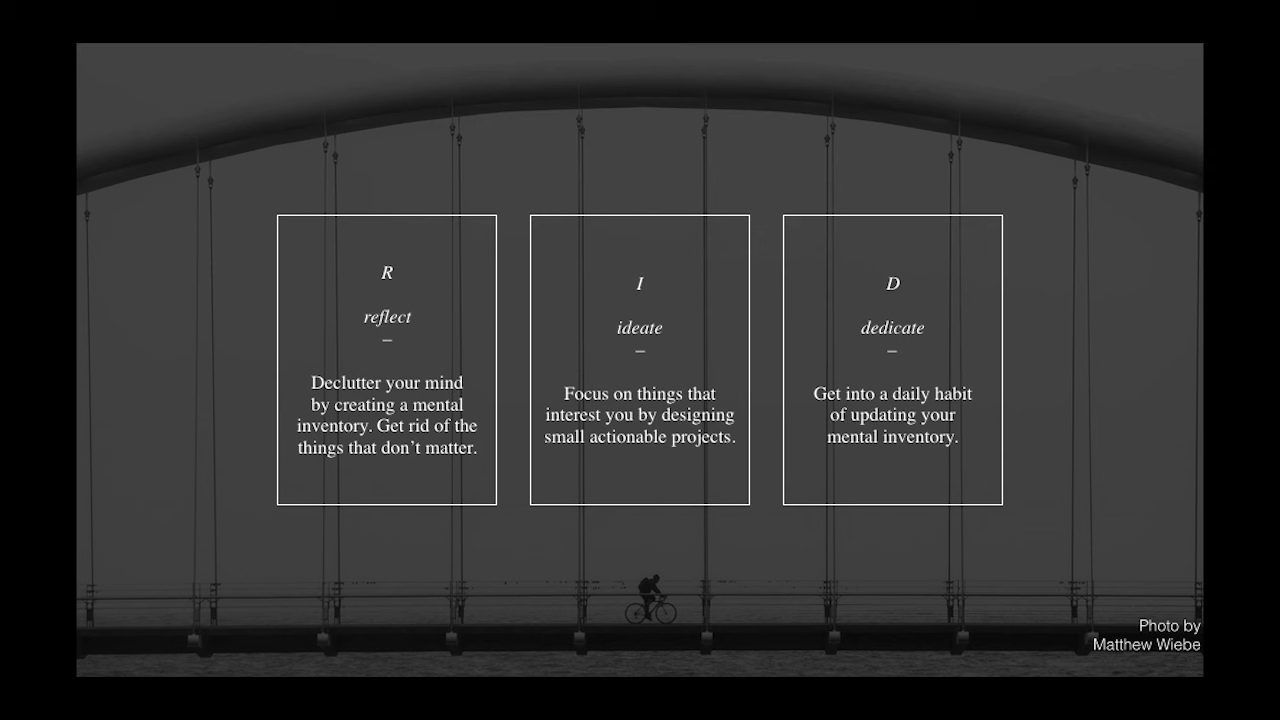 R
reflect
–
Declutter your mind
by creating a mental
inventory. Get rid of the
things that don’t matter.
I
ideate
–
Focus on things that
interest you by designing
small actionable projects.
D
dedicate
–
Get into a daily habit
of updating your
mental inventory.
Photo by
Matthew Wiebe